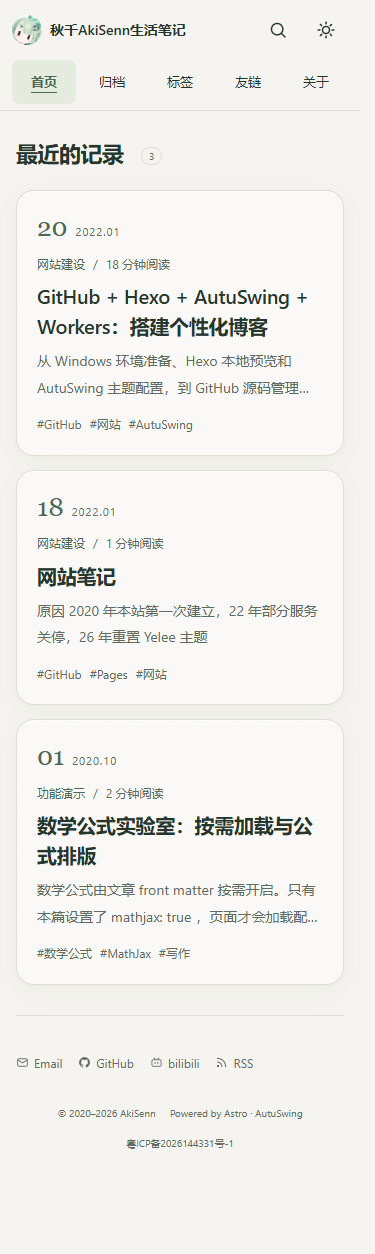 秋千AkiSenn生活笔记
首页 归档 标签 友链 关于
最近的记录 3
20 2022.01
网站建设 / 18 分钟阅读
GitHub + Hexo + AutuSwing +
Workers：搭建个性化博客
从 Windows 环境准备、Hexo 本地预览和
AutuSwing 主题配置，到 GitHub 源码管理...
#GitHub #网站 #AutuSwing
18 2022.01
网站建设 / 1 分钟阅读
网站笔记
原因 2020 年本站第一次建立，22 年部分服务
关停，26 年重置 Yelee 主题
#GitHub #Pages #网站
01 2020.10
功能演示 / 2 分钟阅读
数学公式实验室：按需加载与公
式排版
数学公式由文章 front matter 按需开启。只有
本篇设置了 mathjax: true ，页面才会加载配...
#数学公式 #MathJax #写作
Email GitHub bilibili RSS
© 2020–2026 AkiSenn Powered by Astro · AutuSwing
粤ICP备2026144331号-1